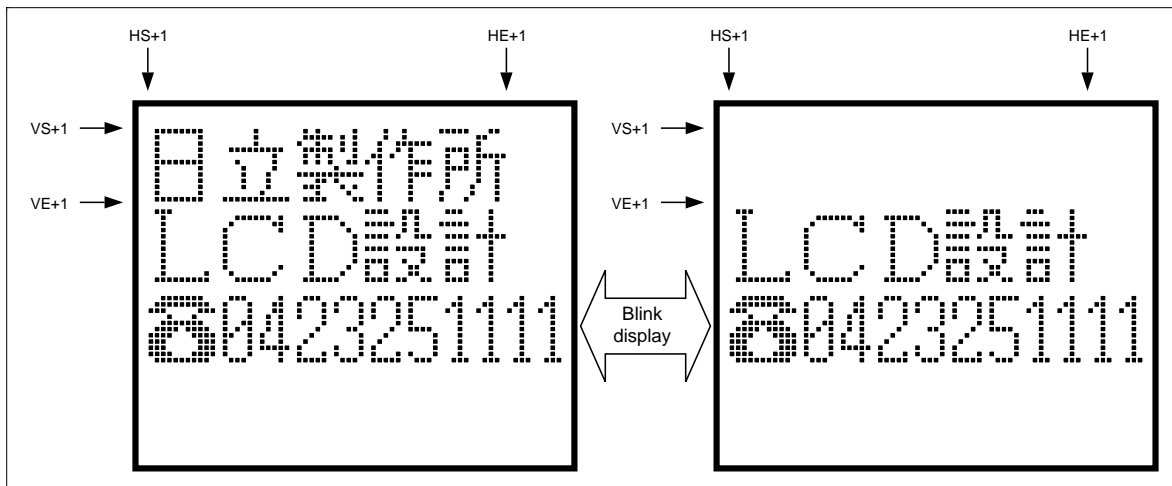 HS+1
HE+1
HS+1
HE+1
VS+1
VE+1
日立製作所
LCD設計
☎0423251111
Blink
display
VS+1
VE+1
LCD設計
☎0423251111